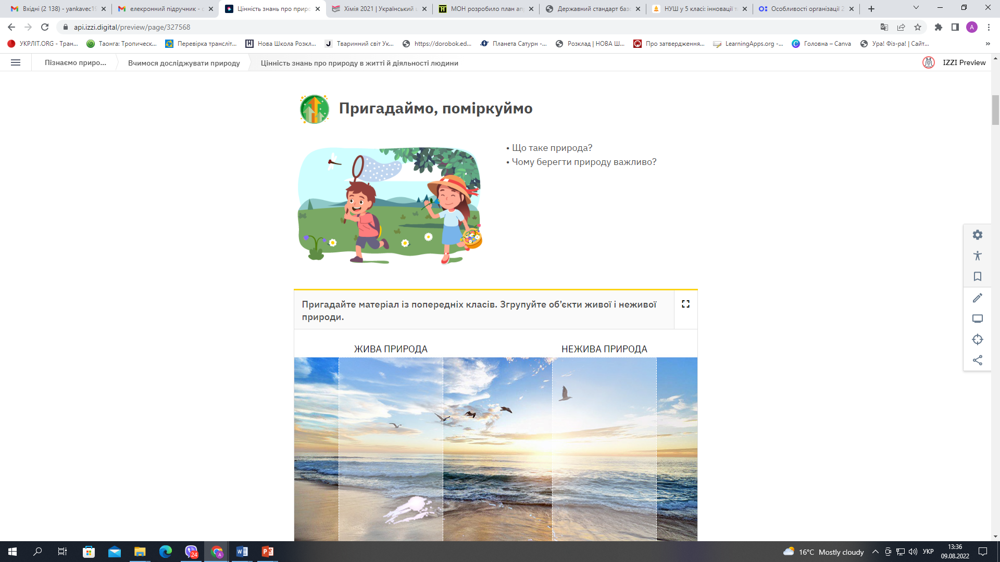 Вхідні (2 138) - yankavec19
елекронний підручник - o
Цінність знань про приро
Хімія 2021 | Український ц
МОН розробило план ап
Державний стандарт базо
НУШ у 5 класі: інновації т
Особливості організації 2
api.izzi.digital/preview/page/327568
A
УКРЛІТ.ORG - Тран...
Таонга: Тропическ...
Перевірка трансліт...
Нова Школа Розкл...
Тваринний світ Ук...
https://dorobok.ed...
Планета Сатурн -...
Розклад | НОВА Ш...
Про затвердження...
LearningApps.org -...
Головна – Canva
Ура! Фіз-ра! | Сайт...
»
Пізнаємо приро...
Вчимося досліджувати природу
Цінність знань про природу в житті й діяльності людини
IZZI Preview
Пригадаймо, поміркуймо
• Що таке природа?
• Чому берегти природу важливо?
Пригадайте матеріал із попередніх класів. Згрупуйте об’єкти живої і неживої
природи.
ЖИВА ПРИРОДА
НЕЖИВА ПРИРОДА
24
16°C Mostly cloudy
УКР
13:36
09.08.2022